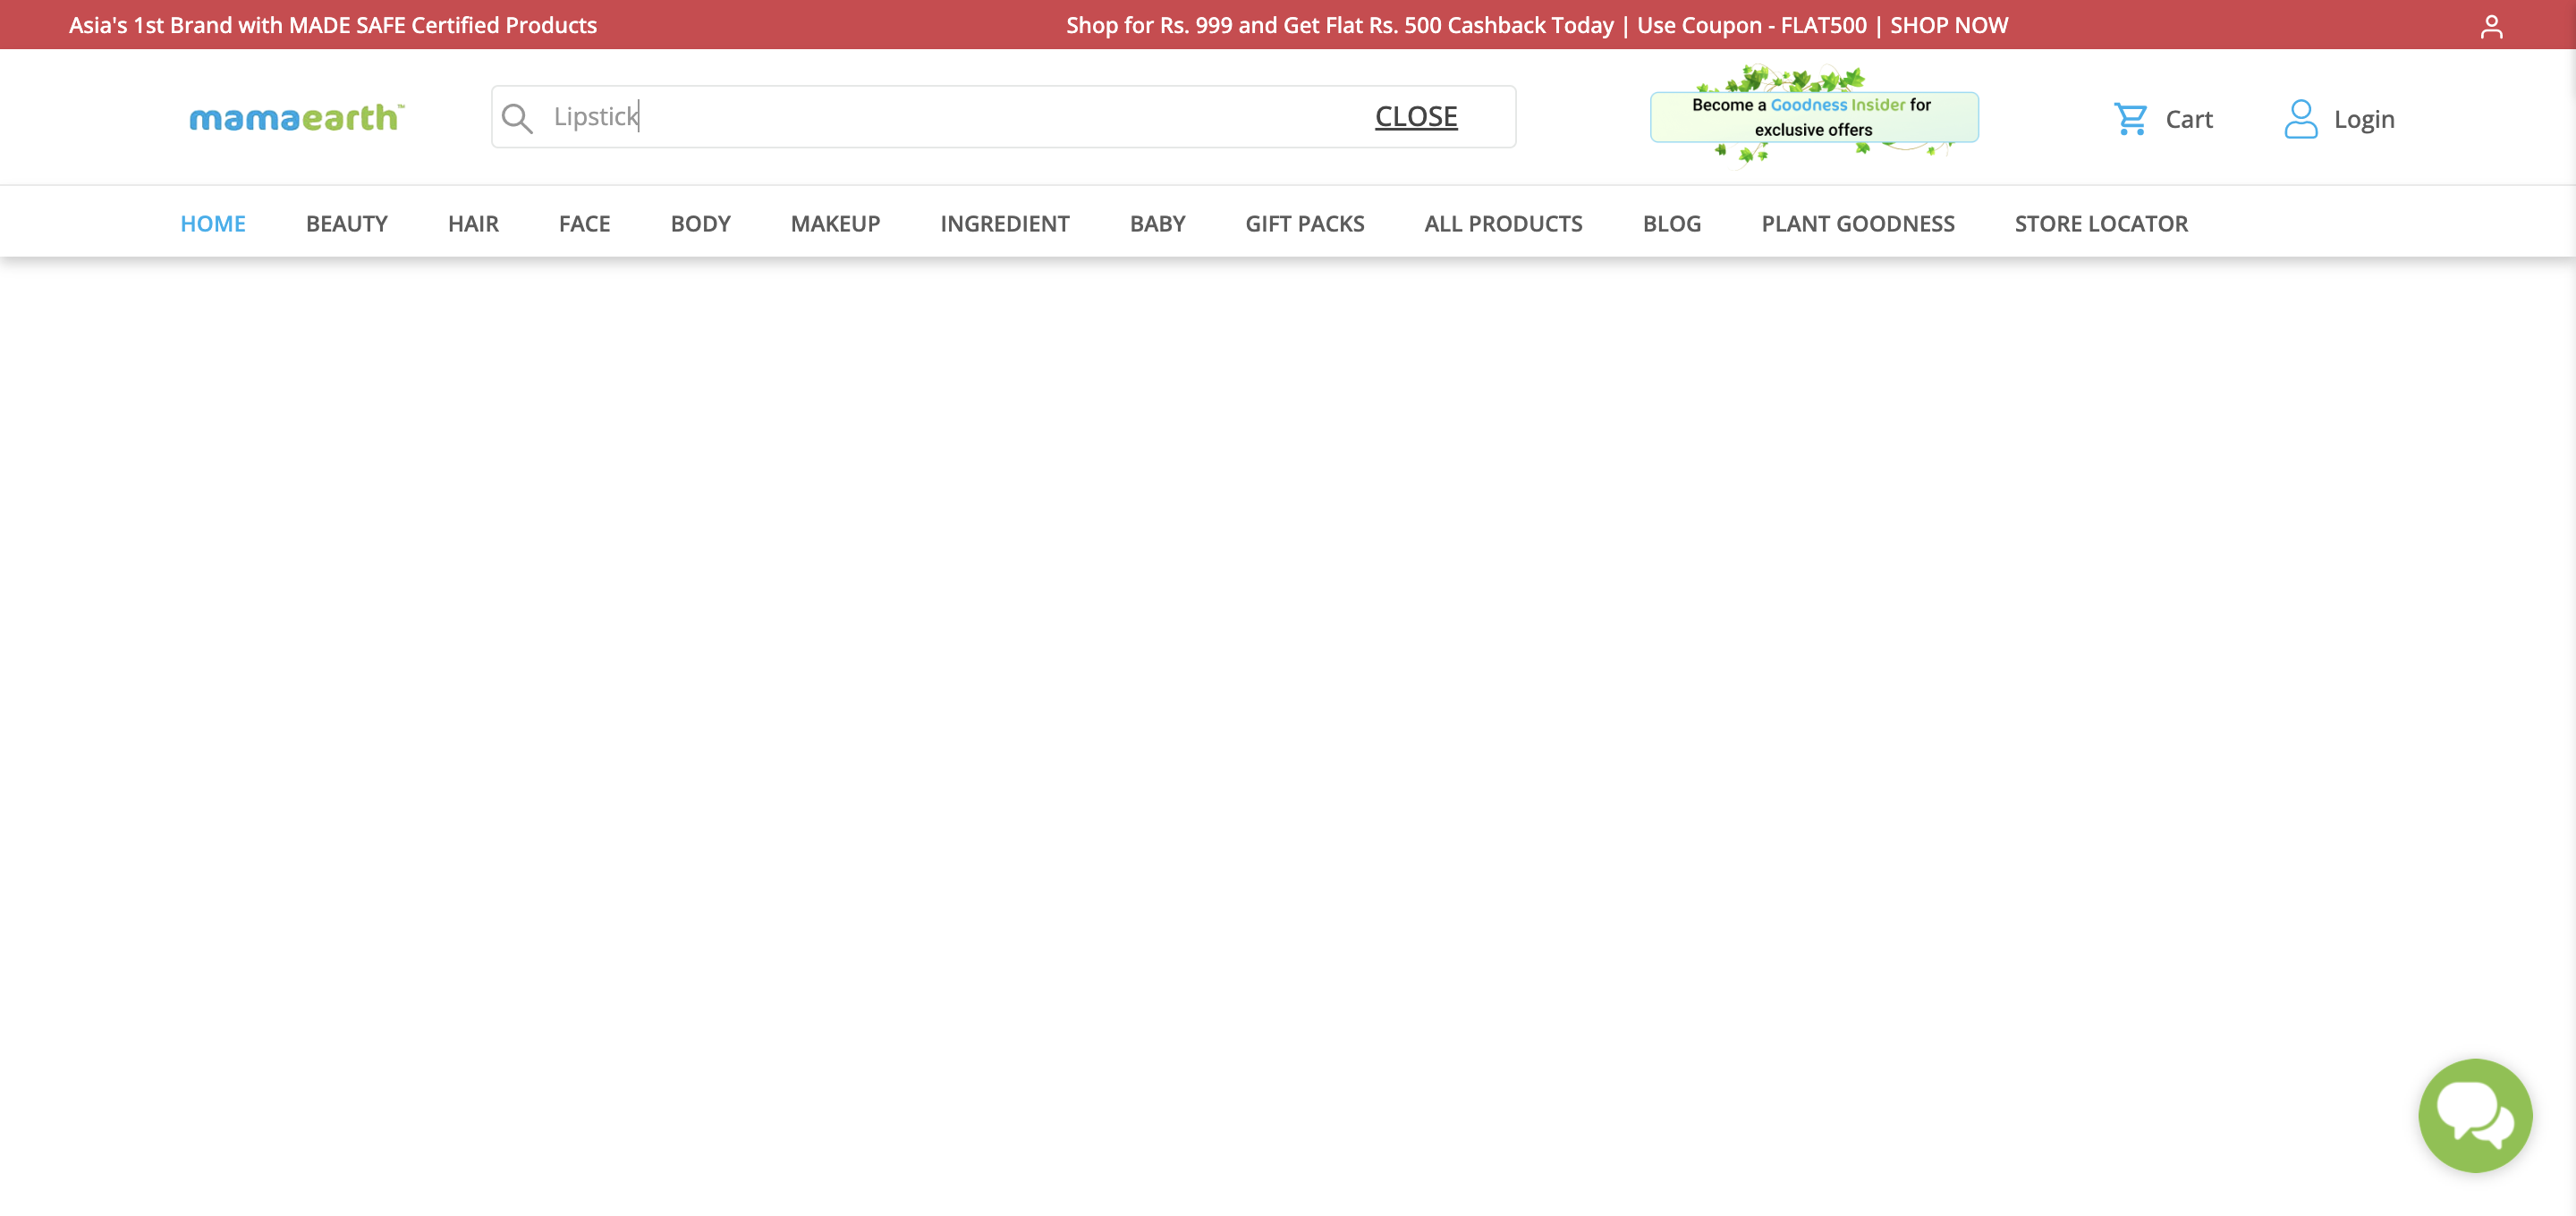 Asia's 1st Brand with MADE SAFE Certified Products
Shop for Rs. 999 and Get Flat Rs. 500 Cashback Today | Use Coupon - FLAT500 | SHOP NOW
mamaearth™
Lipstick
CLOSE
Become a Goodness Insider for
exclusive offers
Cart
Login
HOME
BEAUTY
HAIR
FACE
BODY
MAKEUP
INGREDIENT
BABY
GIFT PACKS
ALL PRODUCTS
BLOG
PLANT GOODNESS
STORE LOCATOR